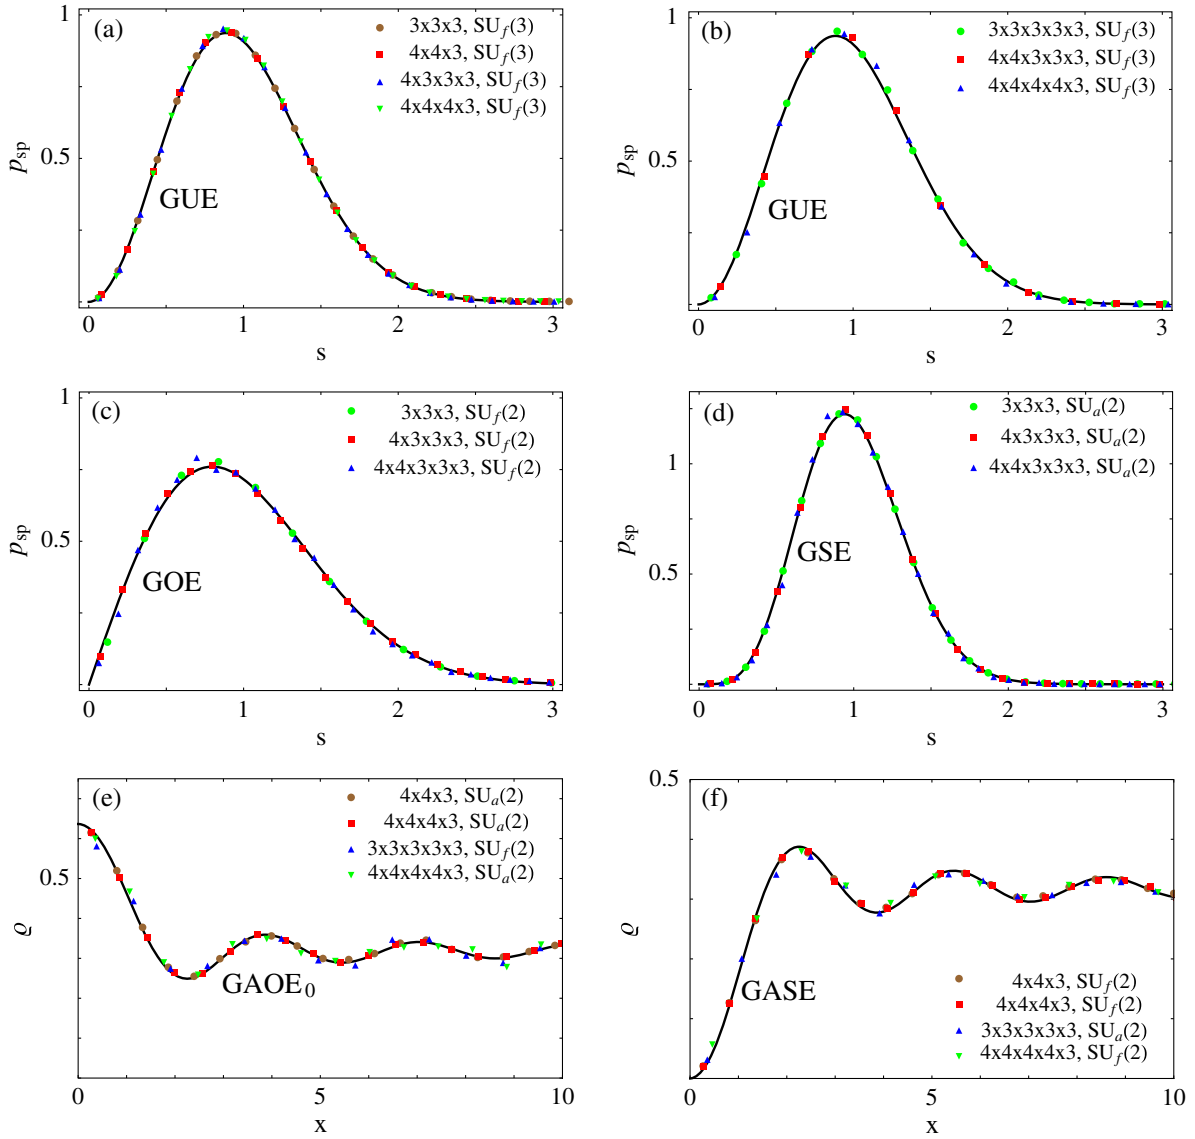 (a)
3x3x3, SU_f(3)
4x4x3, SU_f(3)
4x3x3x3, SU_f(3)
4x4x4x3, SU_f(3)
GUE
p_sp
1
0.5
0
1
2
3
s
(b)
3x3x3x3x3, SU_f(3)
4x4x3x3x3, SU_f(3)
4x4x4x4x3, SU_f(3)
GUE
p_sp
1
0.5
0
1
2
3
s
(c)
3x3x3, SU_f(2)
4x3x3x3, SU_f(2)
4x4x3x3x3, SU_f(2)
GOE
p_sp
1
0.5
0
1
2
3
s
(d)
3x3x3, SU_a(2)
4x3x3x3, SU_a(2)
4x4x3x3x3, SU_a(2)
GSE
p_sp
1
0.5
0
1
2
3
s
(e)
4x4x3, SU_a(2)
4x4x4x3, SU_a(2)
3x3x3x3x3, SU_f(2)
4x4x4x4x3, SU_a(2)
GAOE_0
ϱ
0.5
0
5
10
x
(f)
4x4x3, SU_f(2)
4x4x4x3, SU_f(2)
3x3x3x3x3, SU_a(2)
4x4x4x4x3, SU_f(2)
GASE
ϱ
0.5
0
5
10
x